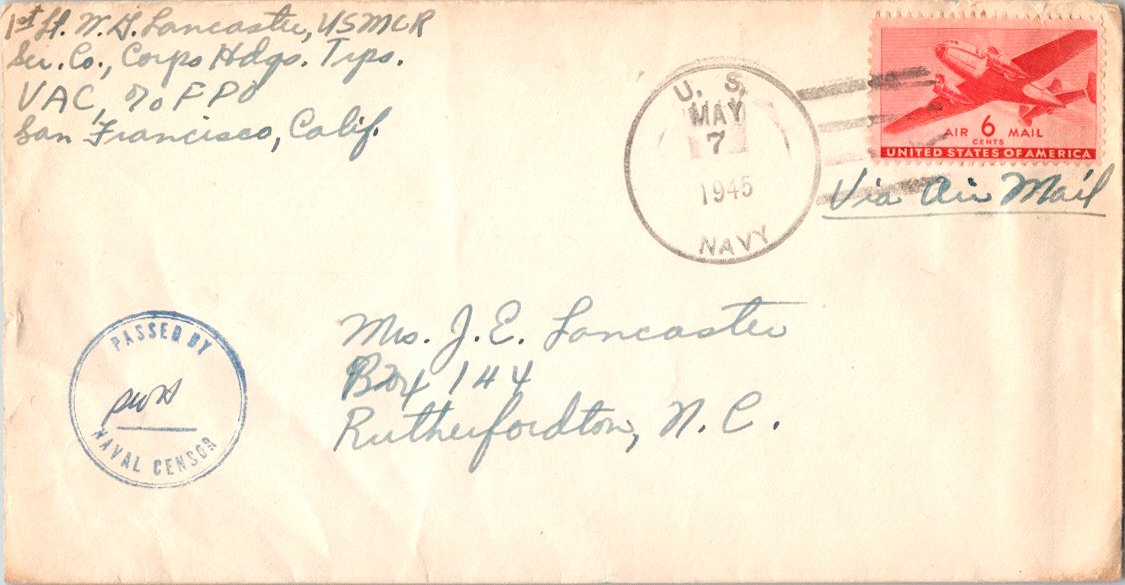 1st Lt. W. G. Lancaster, USMCR
Ser. Co., Corps Hdqs. Trps.
VAC, % FPO
San Francisco, Calif.
U. S.
MAY
7
1945
NAVY
AIR 6 MAIL
CENTS
UNITED STATES OF AMERICA
Via Air Mail
Mrs. J. E. Lancaster
Box 144
Rutherfordton, N. C.
PASSED BY
NAVAL CENSOR